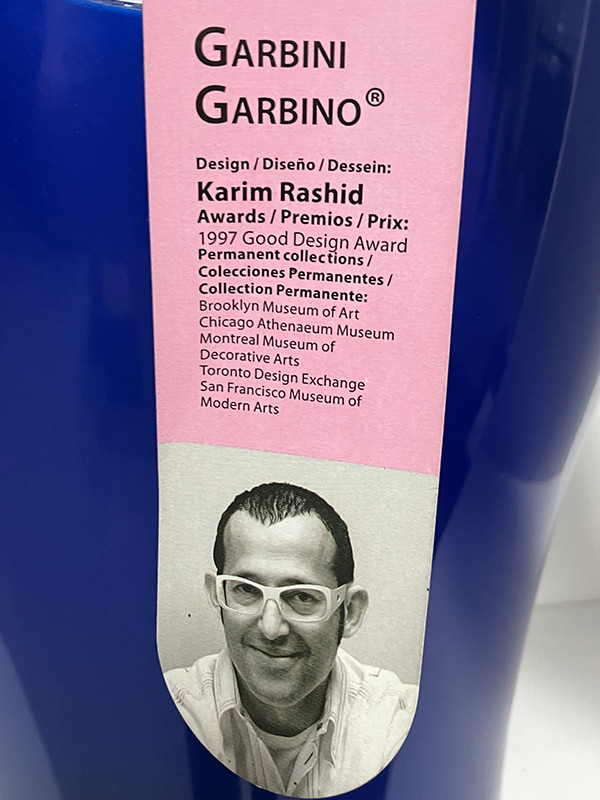 GARBINI
GARBINO®
Design / Diseño / Dessein:
Karim Rashid
Awards / Premios / Prix:
1997 Good Design Award
Permanent collections /
Colecciones Permanentes /
Collection Permanente:
Brooklyn Museum of Art
Chicago Athenaeum Museum
Montreal Museum of
Decorative Arts
Toronto Design Exchange
San Francisco Museum of
Modern Arts